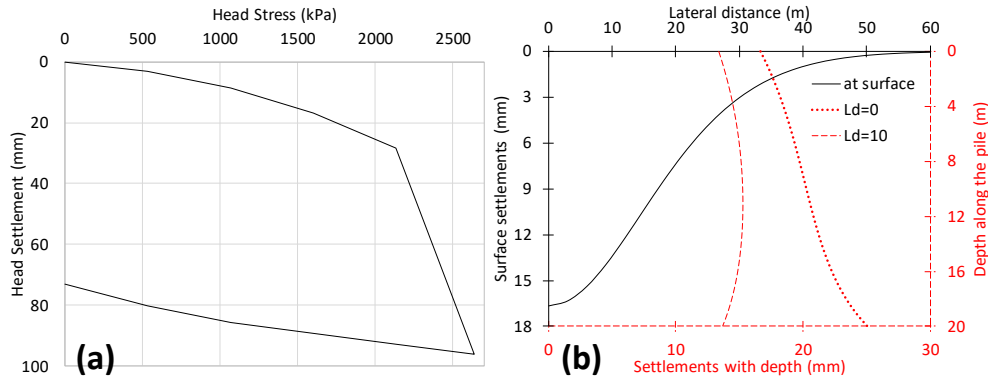 Head Stress (kPa)
0 500 1000 1500 2000 2500
Head Settlement (mm)
0
20
40
60
80
100
(a)
Lateral distance (m)
0 10 20 30 40 50 60
Surface settlements (mm)
0
3
6
9
12
15
18
at surface
Ld=0
Ld=10
0
4
8
12
16
20
Depth along the pile (m)
(b)
0 10 20 30
Settlements with depth (mm)